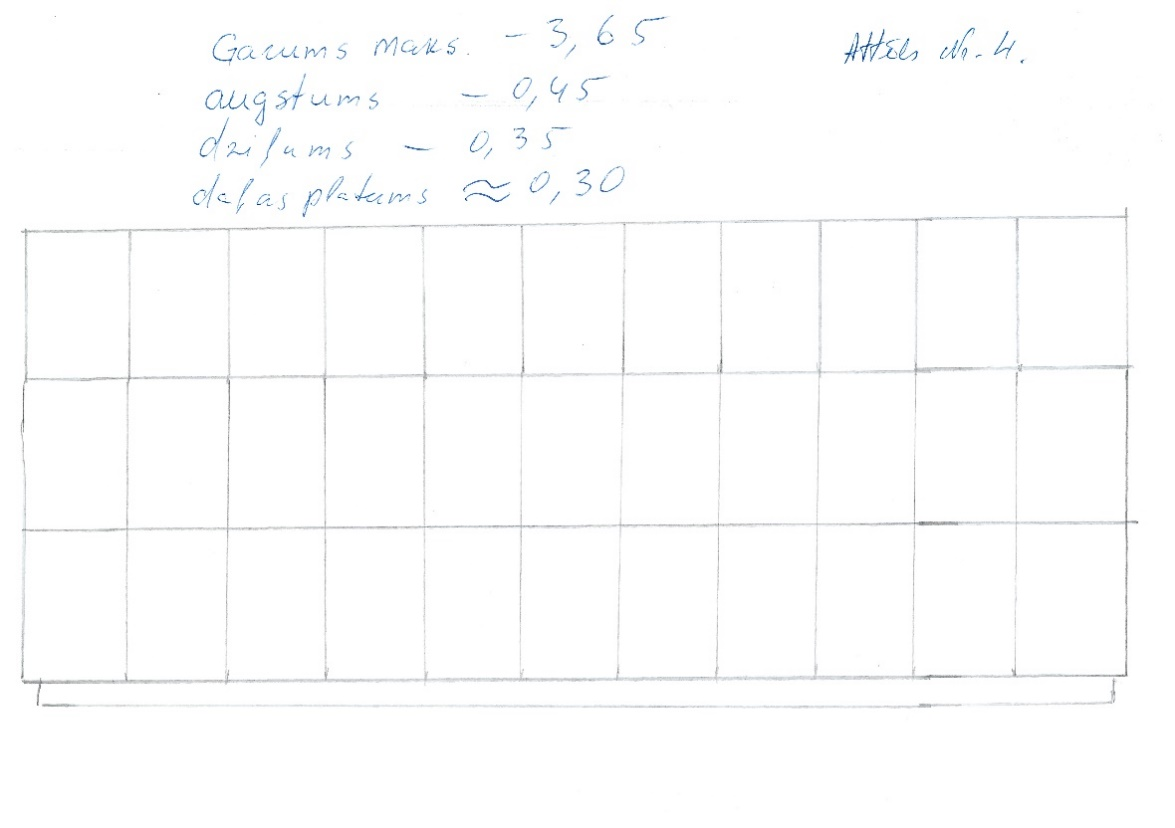 Garums maks. - 3,65
Attēls Nr. 4.
augstums - 0,45
dziļums - 0,35
daļas platums ≈ 0,30